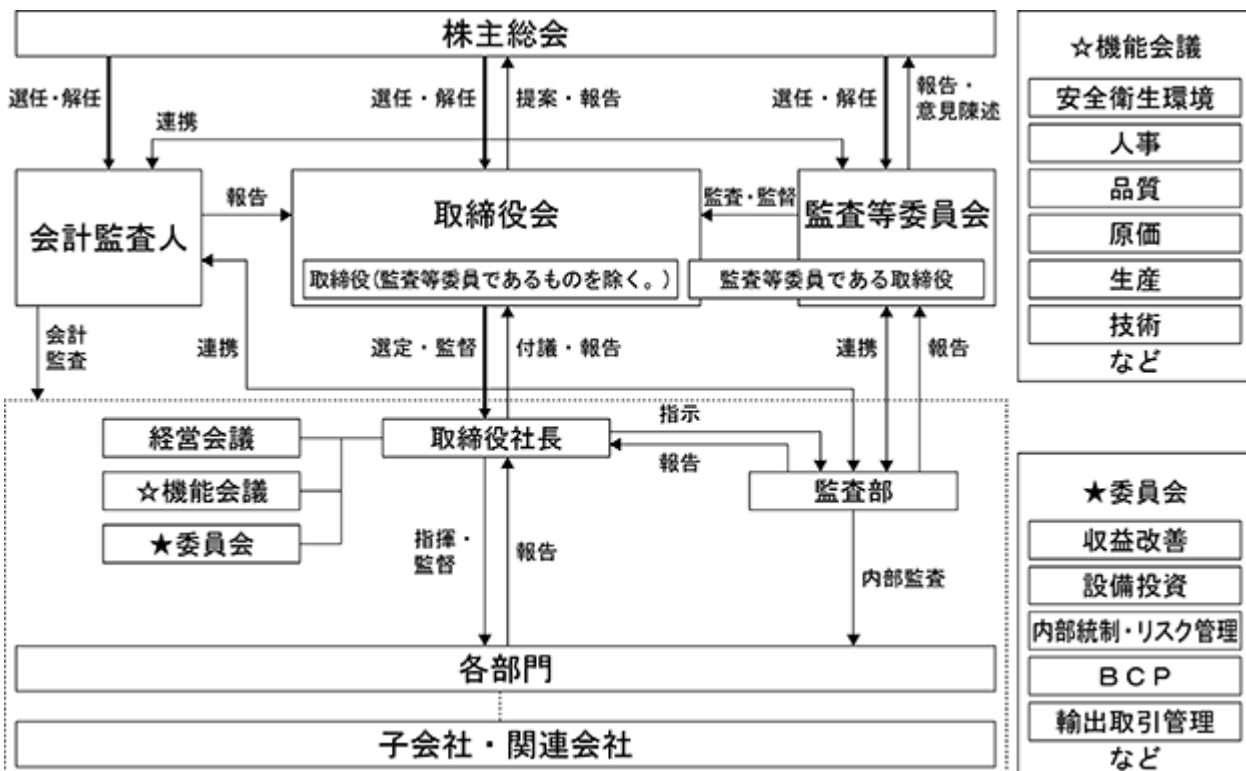 株主総会
選任・解任
選任・解任
提案・報告
選任・解任
報告・
意見陳述
連携
会計監査人
報告
取締役会
監査・監督
監査等委員会
取締役(監査等委員であるものを除く。)
監査等委員である取締役
会計
監査
連携
選定・監督
付議・報告
連携
報告
経営会議
☆機能会議
★委員会
取締役社長
指示
報告
監査部
指揮・
監督
報告
内部監査
各部門
子会社・関連会社
☆機能会議
安全衛生環境
人事
品質
原価
生産
技術
など
★委員会
収益改善
設備投資
内部統制・リスク管理
ＢＣＰ
輸出取引管理
など